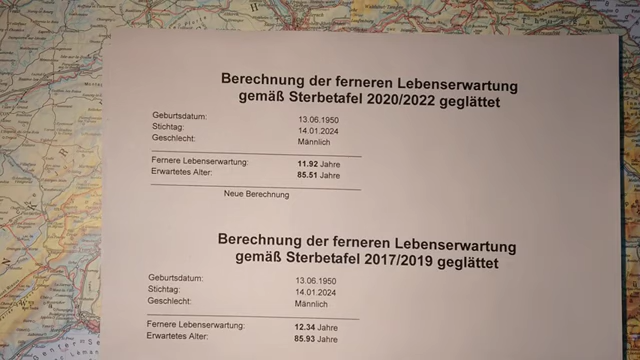 Berechnung der ferneren Lebenserwartung
gemäß Sterbetafel 2020/2022 geglättet
Geburtsdatum: 13.06.1950
Stichtag: 14.01.2024
Geschlecht: Männlich
Fernere Lebenserwartung: 11.92 Jahre
Erwartetes Alter: 85.51 Jahre
Neue Berechnung
Berechnung der ferneren Lebenserwartung
gemäß Sterbetafel 2017/2019 geglättet
Geburtsdatum: 13.06.1950
Stichtag: 14.01.2024
Geschlecht: Männlich
Fernere Lebenserwartung: 12.34 Jahre
Erwartetes Alter: 85.93 Jahre